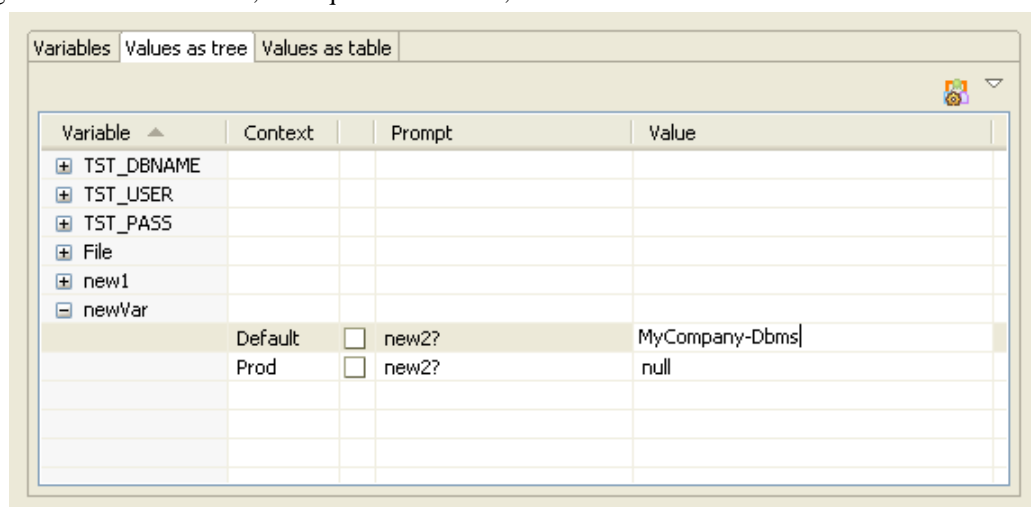 Variables Values as tree Values as table
Variable Context Prompt Value
TST_DBNAME
TST_USER
TST_PASS
File
new1
newVar
Default new2? MyCompany-Dbms
Prod new2? null